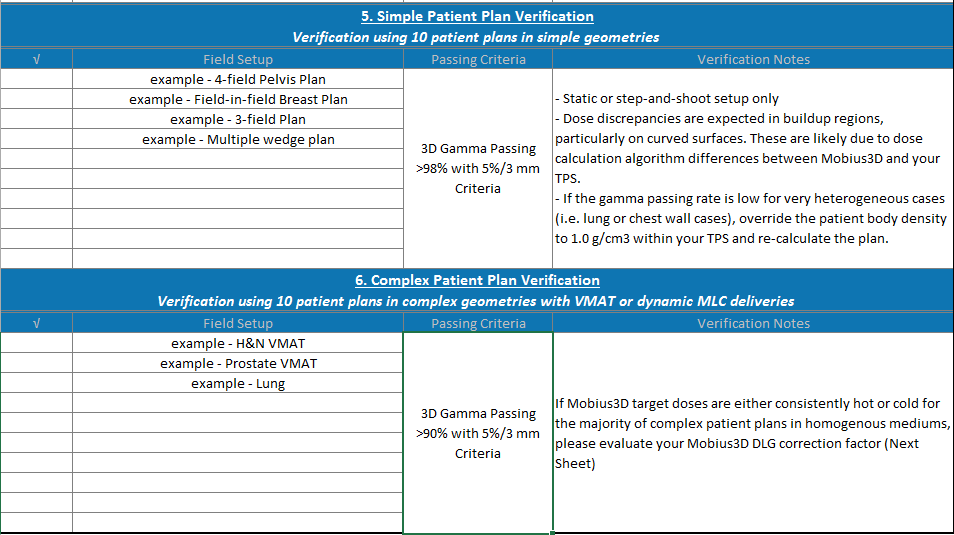 5. Simple Patient Plan Verification
Verification using 10 patient plans in simple geometries
√ Field Setup Passing Criteria Verification Notes
example - 4-field Pelvis Plan
example - Field-in-field Breast Plan
example - 3-field Plan
example - Multiple wedge plan
3D Gamma Passing
>98% with 5%/3 mm
Criteria
- Static or step-and-shoot setup only
- Dose discrepancies are expected in buildup regions,
particularly on curved surfaces. These are likely due to dose
calculation algorithm differences between Mobius3D and your
TPS.
- If the gamma passing rate is low for very heterogeneous cases
(i.e. lung or chest wall cases), override the patient body density
to 1.0 g/cm3 within your TPS and re-calculate the plan.
6. Complex Patient Plan Verification
Verification using 10 patient plans in complex geometries with VMAT or dynamic MLC deliveries
√ Field Setup Passing Criteria Verification Notes
example - H&N VMAT
example - Prostate VMAT
example - Lung
3D Gamma Passing
>90% with 5%/3 mm
Criteria
If Mobius3D target doses are either consistently hot or cold for
the majority of complex patient plans in homogenous mediums,
please evaluate your Mobius3D DLG correction factor (Next
Sheet)